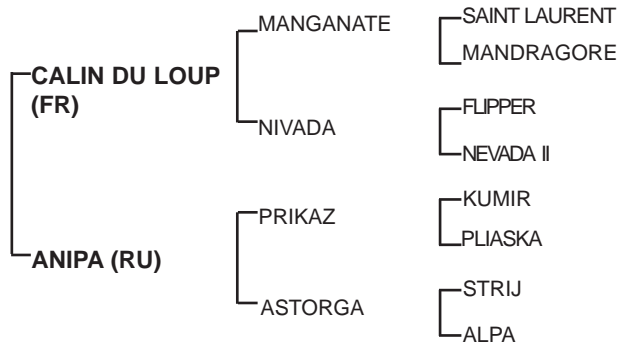 SAINT LAURENT
MANGANATE
MANDRAGORE
CALIN DU LOUP
(FR)
FLIPPER
NIVADA
NEVADA II
KUMIR
PRIKAZ
PLIASKA
ANIPA (RU)
STRIJ
ASTORGA
ALPA